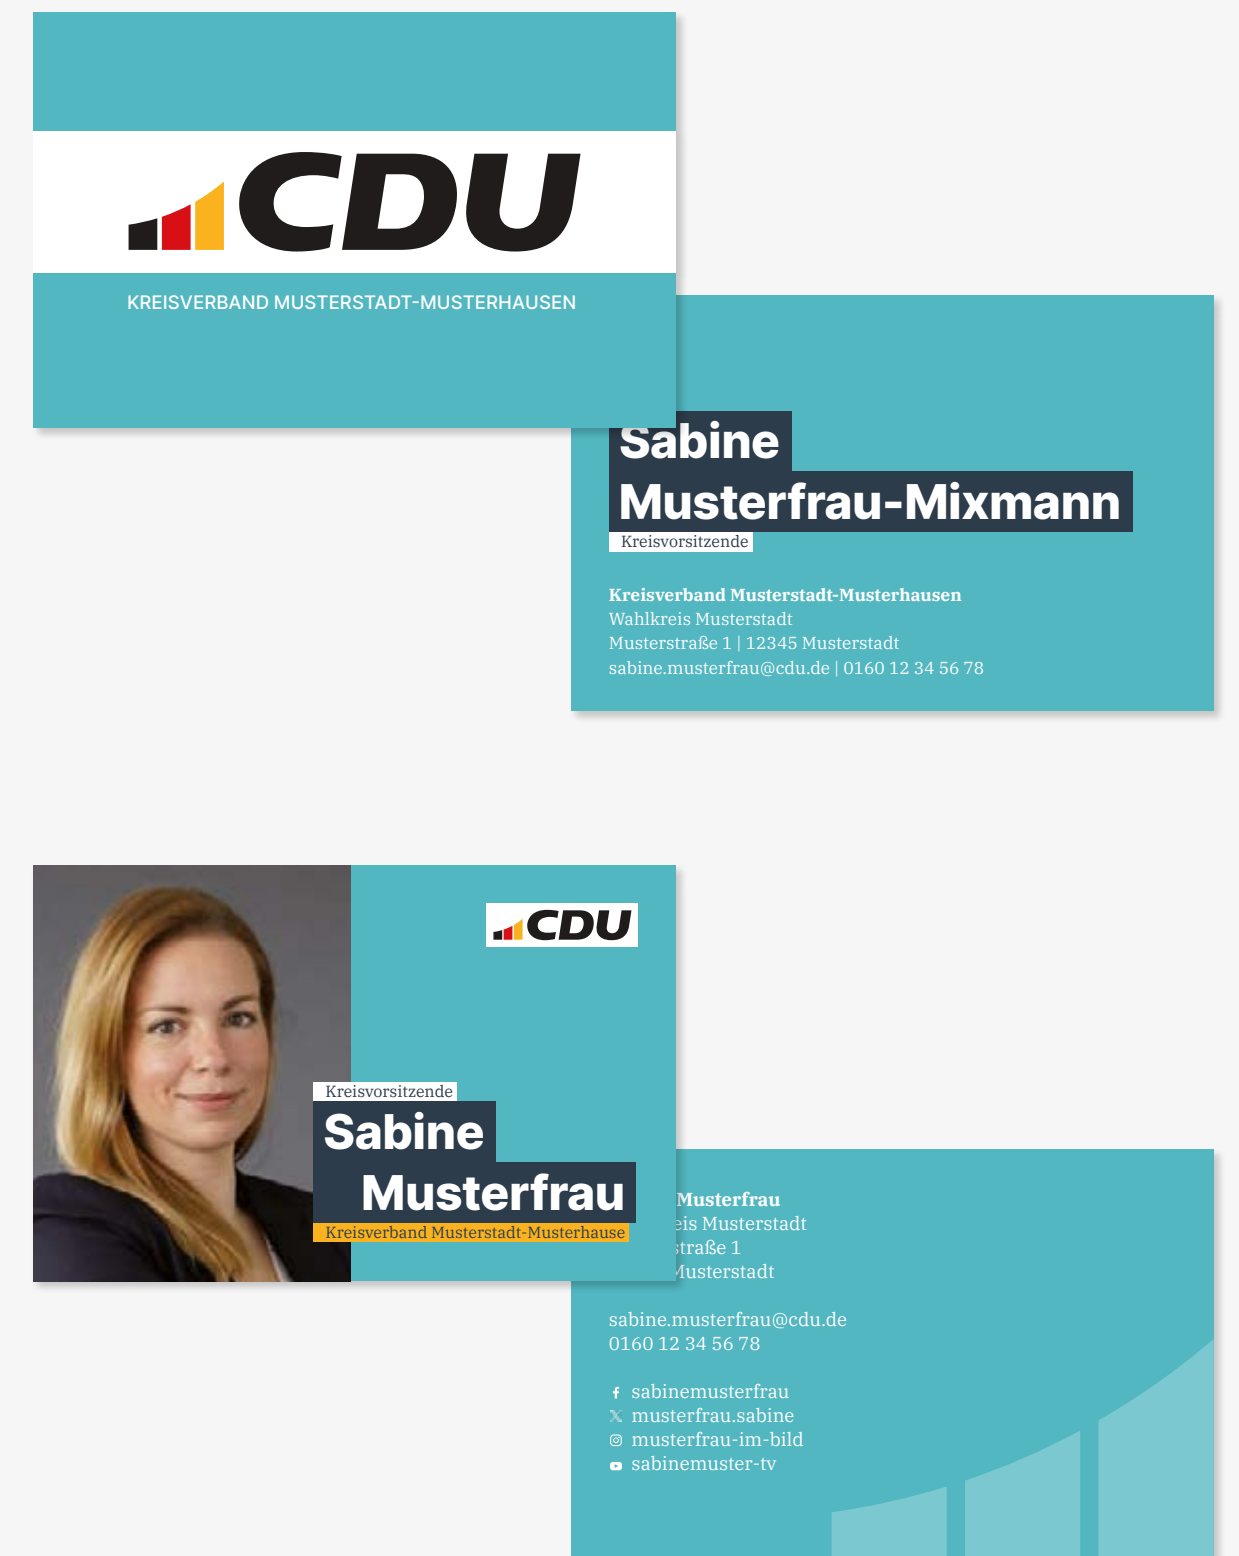 CDU
KREISVERBAND MUSTERSTADT-MUSTERHAUSEN
Sabine
Musterfrau-Mixmann
Kreisvorsitzende
Kreisverband Musterstadt-Musterhausen
Wahlkreis Musterstadt
Musterstraße 1 | 12345 Musterstadt
sabine.musterfrau@cdu.de | 0160 12 34 56 78
CDU
Kreisvorsitzende
Sabine
Musterfrau
Kreisverband Musterstadt-Musterhause
Musterfrau
eis Musterstadt
straße 1
Musterstadt
sabine.musterfrau@cdu.de
0160 12 34 56 78
sabinemusterfrau
musterfrau.sabine
musterfrau-im-bild
sabinemuster-tv